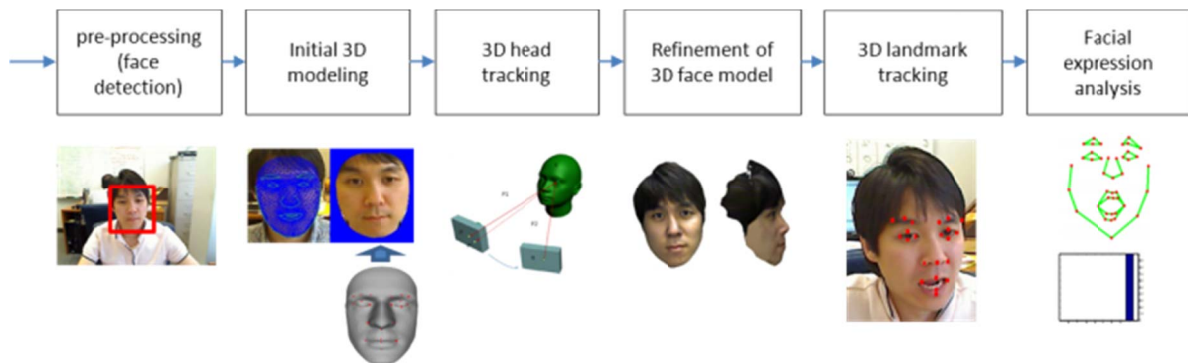 pre-processing
(face
detection)
Initial 3D
modeling
3D head
tracking
Refinement of
3D face model
3D landmark
tracking
Facial
expression
analysis